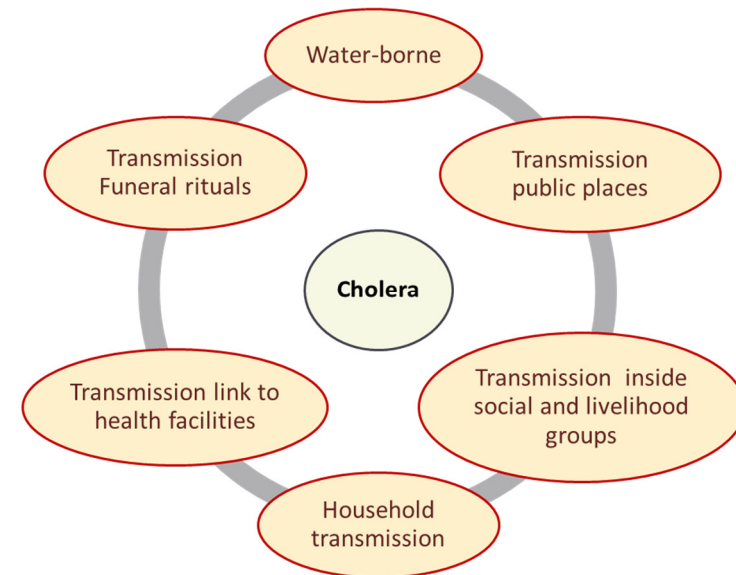 Water-borne
Transmission
public places
Transmission  inside
social and livelihood
groups
Household
transmission
Transmission link to
health facilities
Transmission
Funeral rituals
Cholera